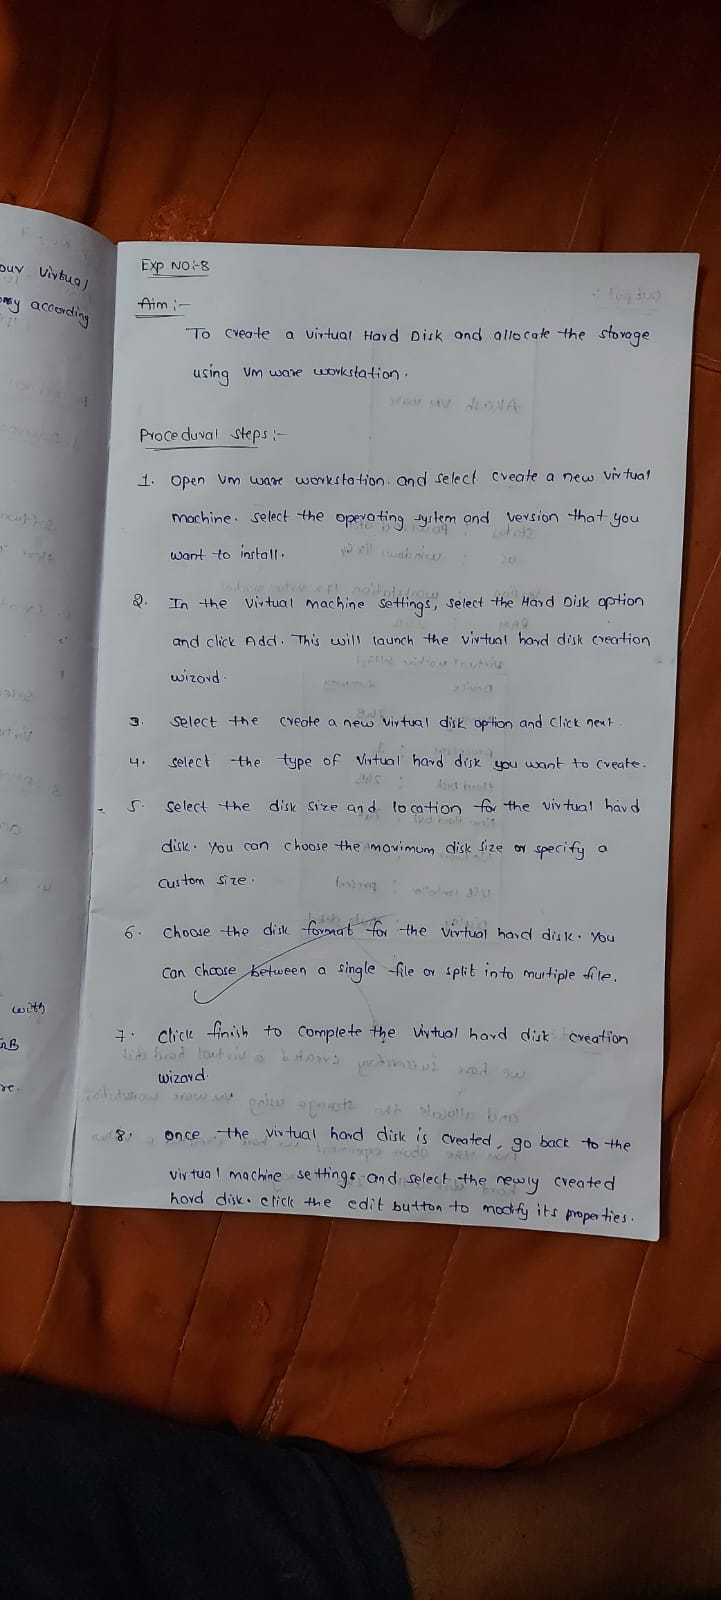 our Virtual
according
with
Exp NO:-8
Aim :-
To create a virtual Hard Disk and allocate the storage
using vm ware workstation.
Procedural steps :-
1. Open vm ware workstation. and select create a new virtual
machine. select the operating system and version that you
want to install.
2. In the virtual machine settings, select the Hard Disk option
and click Add. This will launch the virtual hard disk creation
wizard.
3. Select the create a new virtual disk option and click next.
4. select the type of virtual hard disk you want to create.
5. Select the disk size and location for the virtual hard
disk. You can choose the maximum disk size or specify a
custom size.
6. Choose the disk format for the virtual hard disk. You
can choose between a single file or split into multiple file.
7. Click finish to complete the virtual hard disk creation
wizard.
8. once the virtual hard disk is created, go back to the
virtual machine settings and select the newly created
hard disk. click the edit button to modify its properties.